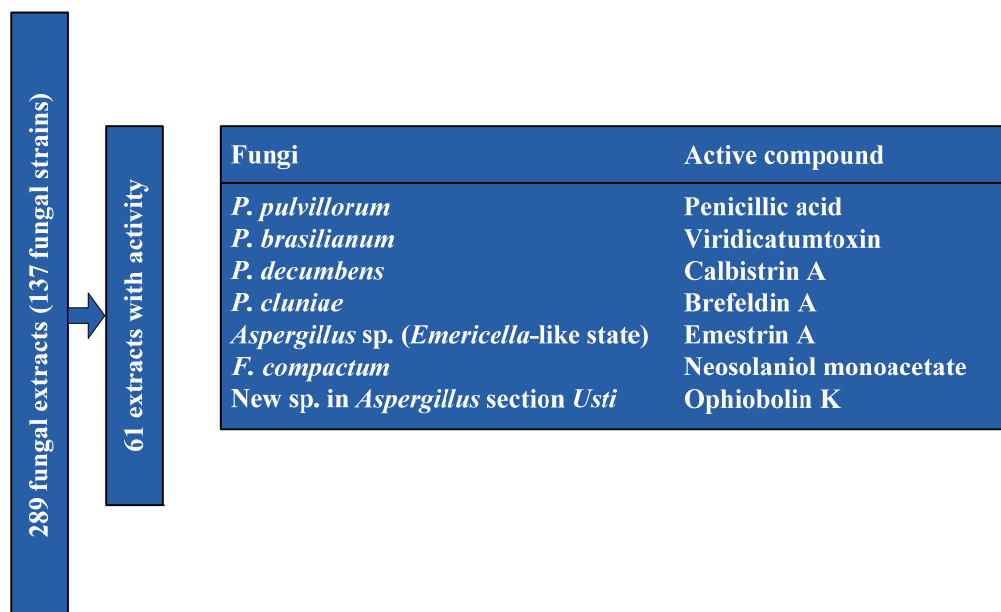 289 fungal extracts (137 fungal strains)
61 extracts with activity
Fungi Active compound
P. pulvillorum Penicillic acid
P. brasilianum Viridicatumtoxin
P. decumbens Calbistrin A
P. cluniae Brefeldin A
Aspergillus sp. (Emericella-like state) Emestrin A
F. compactum Neosolaniol monoacetate
New sp. in Aspergillus section Usti Ophiobolin K